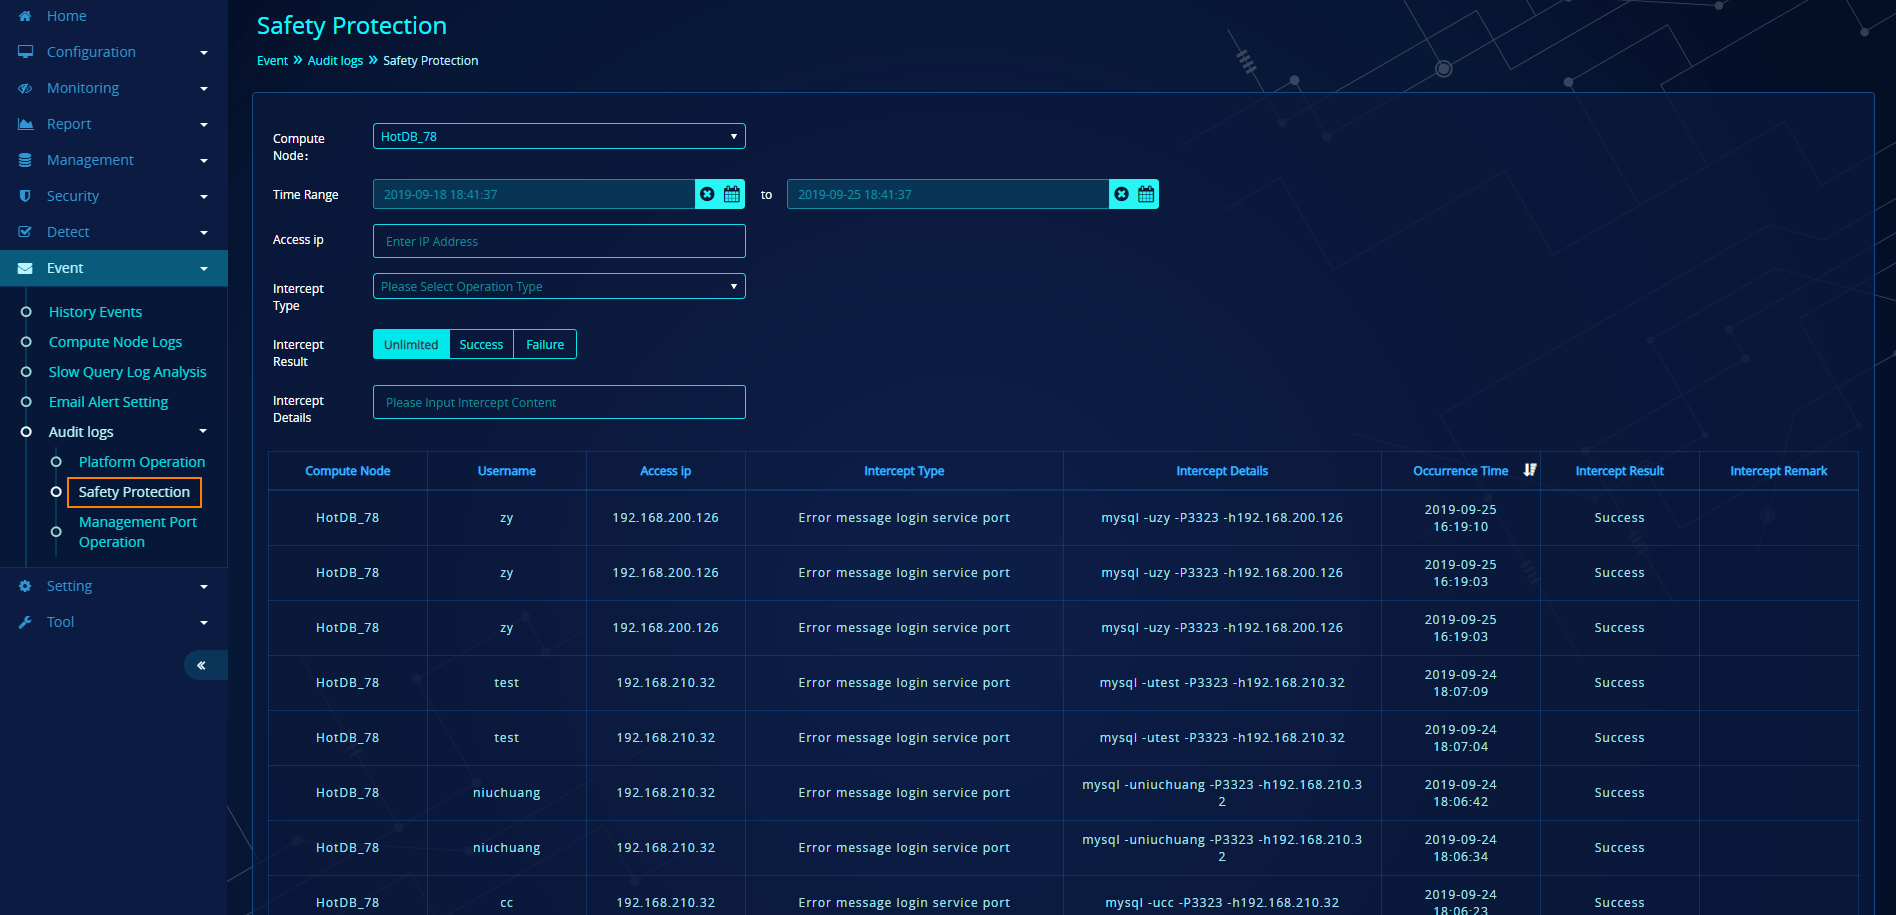 Home
Configuration
Monitoring
Report
Management
Security
Detect
Event
History Events
Compute Node Logs
Slow Query Log Analysis
Email Alert Setting
Audit logs
Platform Operation
Safety Protection
Management Port
Operation
Setting
Tool
Safety Protection
Event » Audit logs » Safety Protection
Compute
Node:
HotDB_78
Time Range
2019-09-18 18:41:37
to
2019-09-25 18:41:37
Access ip
Enter IP Address
Intercept
Type
Please Select Operation Type
Intercept
Result
Unlimited Success Failure
Intercept
Details
Please Input Intercept Content
Compute Node Username Access ip Intercept Type Intercept Details Occurrence Time Intercept Result Intercept Remark
HotDB_78 zy 192.168.200.126 Error message login service port mysql -uzy -P3323 -h192.168.200.126 2019-09-25
16:19:10 Success
HotDB_78 zy 192.168.200.126 Error message login service port mysql -uzy -P3323 -h192.168.200.126 2019-09-25
16:19:03 Success
HotDB_78 zy 192.168.200.126 Error message login service port mysql -uzy -P3323 -h192.168.200.126 2019-09-25
16:19:03 Success
HotDB_78 test 192.168.210.32 Error message login service port mysql -utest -P3323 -h192.168.210.32 2019-09-24
18:07:09 Success
HotDB_78 test 192.168.210.32 Error message login service port mysql -utest -P3323 -h192.168.210.32 2019-09-24
18:07:04 Success
HotDB_78 niuchuang 192.168.210.32 Error message login service port mysql -uniuchuang -P3323 -h192.168.210.3
2 2019-09-24
18:06:42 Success
HotDB_78 niuchuang 192.168.210.32 Error message login service port mysql -uniuchuang -P3323 -h192.168.210.3
2 2019-09-24
18:06:34 Success
HotDB_78 cc 192.168.210.32 Error message login service port mysql -ucc -P3323 -h192.168.210.32 2019-09-24
18:06:23 Success